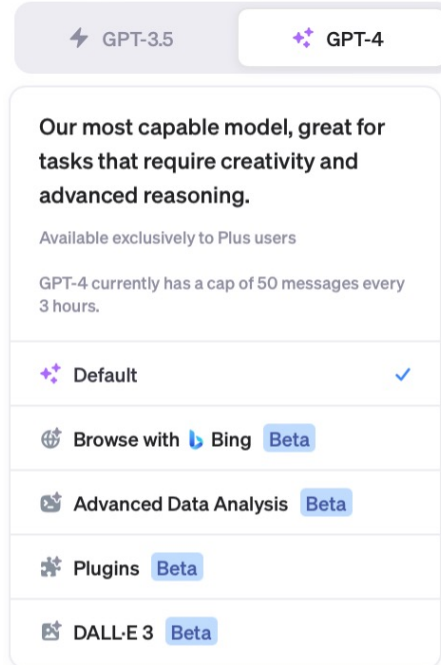 GPT-3.5
GPT-4
Our most capable model, great for
tasks that require creativity and
advanced reasoning.
Available exclusively to Plus users
GPT-4 currently has a cap of 50 messages every
3 hours.
Default
Browse with Bing Beta
Advanced Data Analysis Beta
Plugins Beta
DALL·E 3 Beta